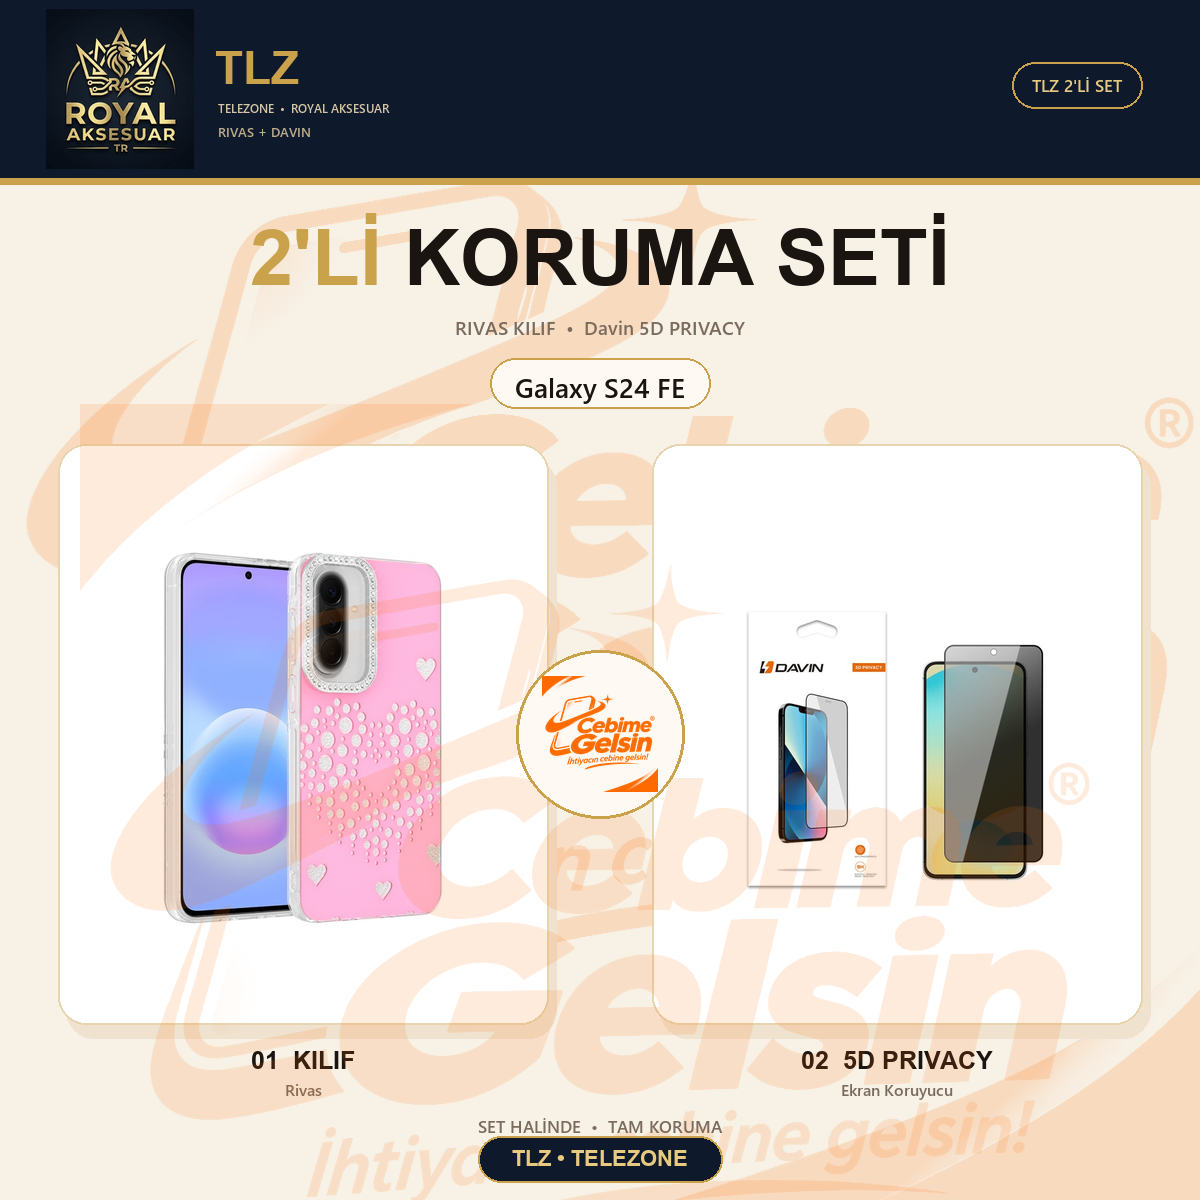 ROYAL
AKSESUAR
TR
TLZ
TELEZONE • ROYAL AKSESUAR
RIVAS + DAVIN
TLZ 2'Lİ SET
2'Lİ KORUMA SETİ
RIVAS KILIF • Davin 5D PRIVACY
Galaxy S24 FE
DAVIN
5D PRIVACY
Cebime®
Gelsin
İhtiyacın cebine gelsin!
Cebime®
Gelsin
01 KILIF
Rivas
02 5D PRIVACY
Ekran Koruyucu
SET HALİNDE • TAM KORUMA
TLZ • TELEZONE